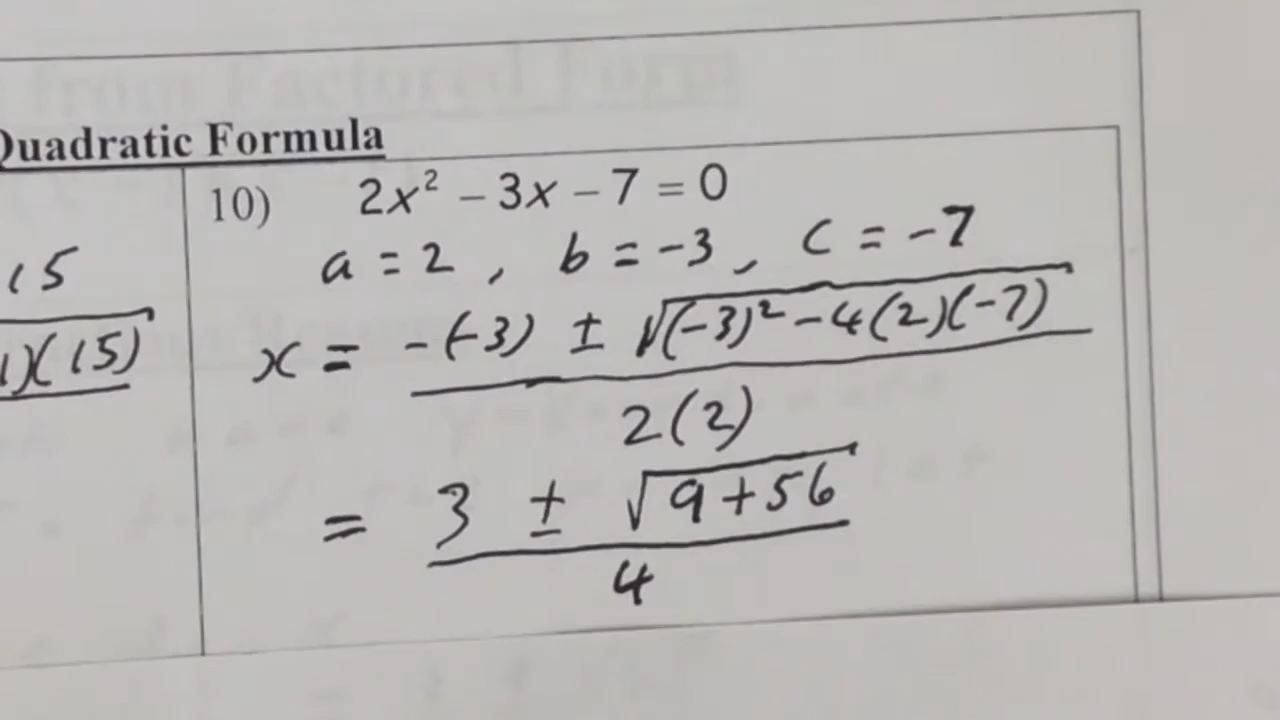 Quadratic Formula
15
1)(15)
10) 2x² - 3x - 7 = 0
a = 2, b = -3, c = -7
x = -(-3) ± √(-3)² - 4(2)(-7)
2(2)
= 3 ± √9+56
4